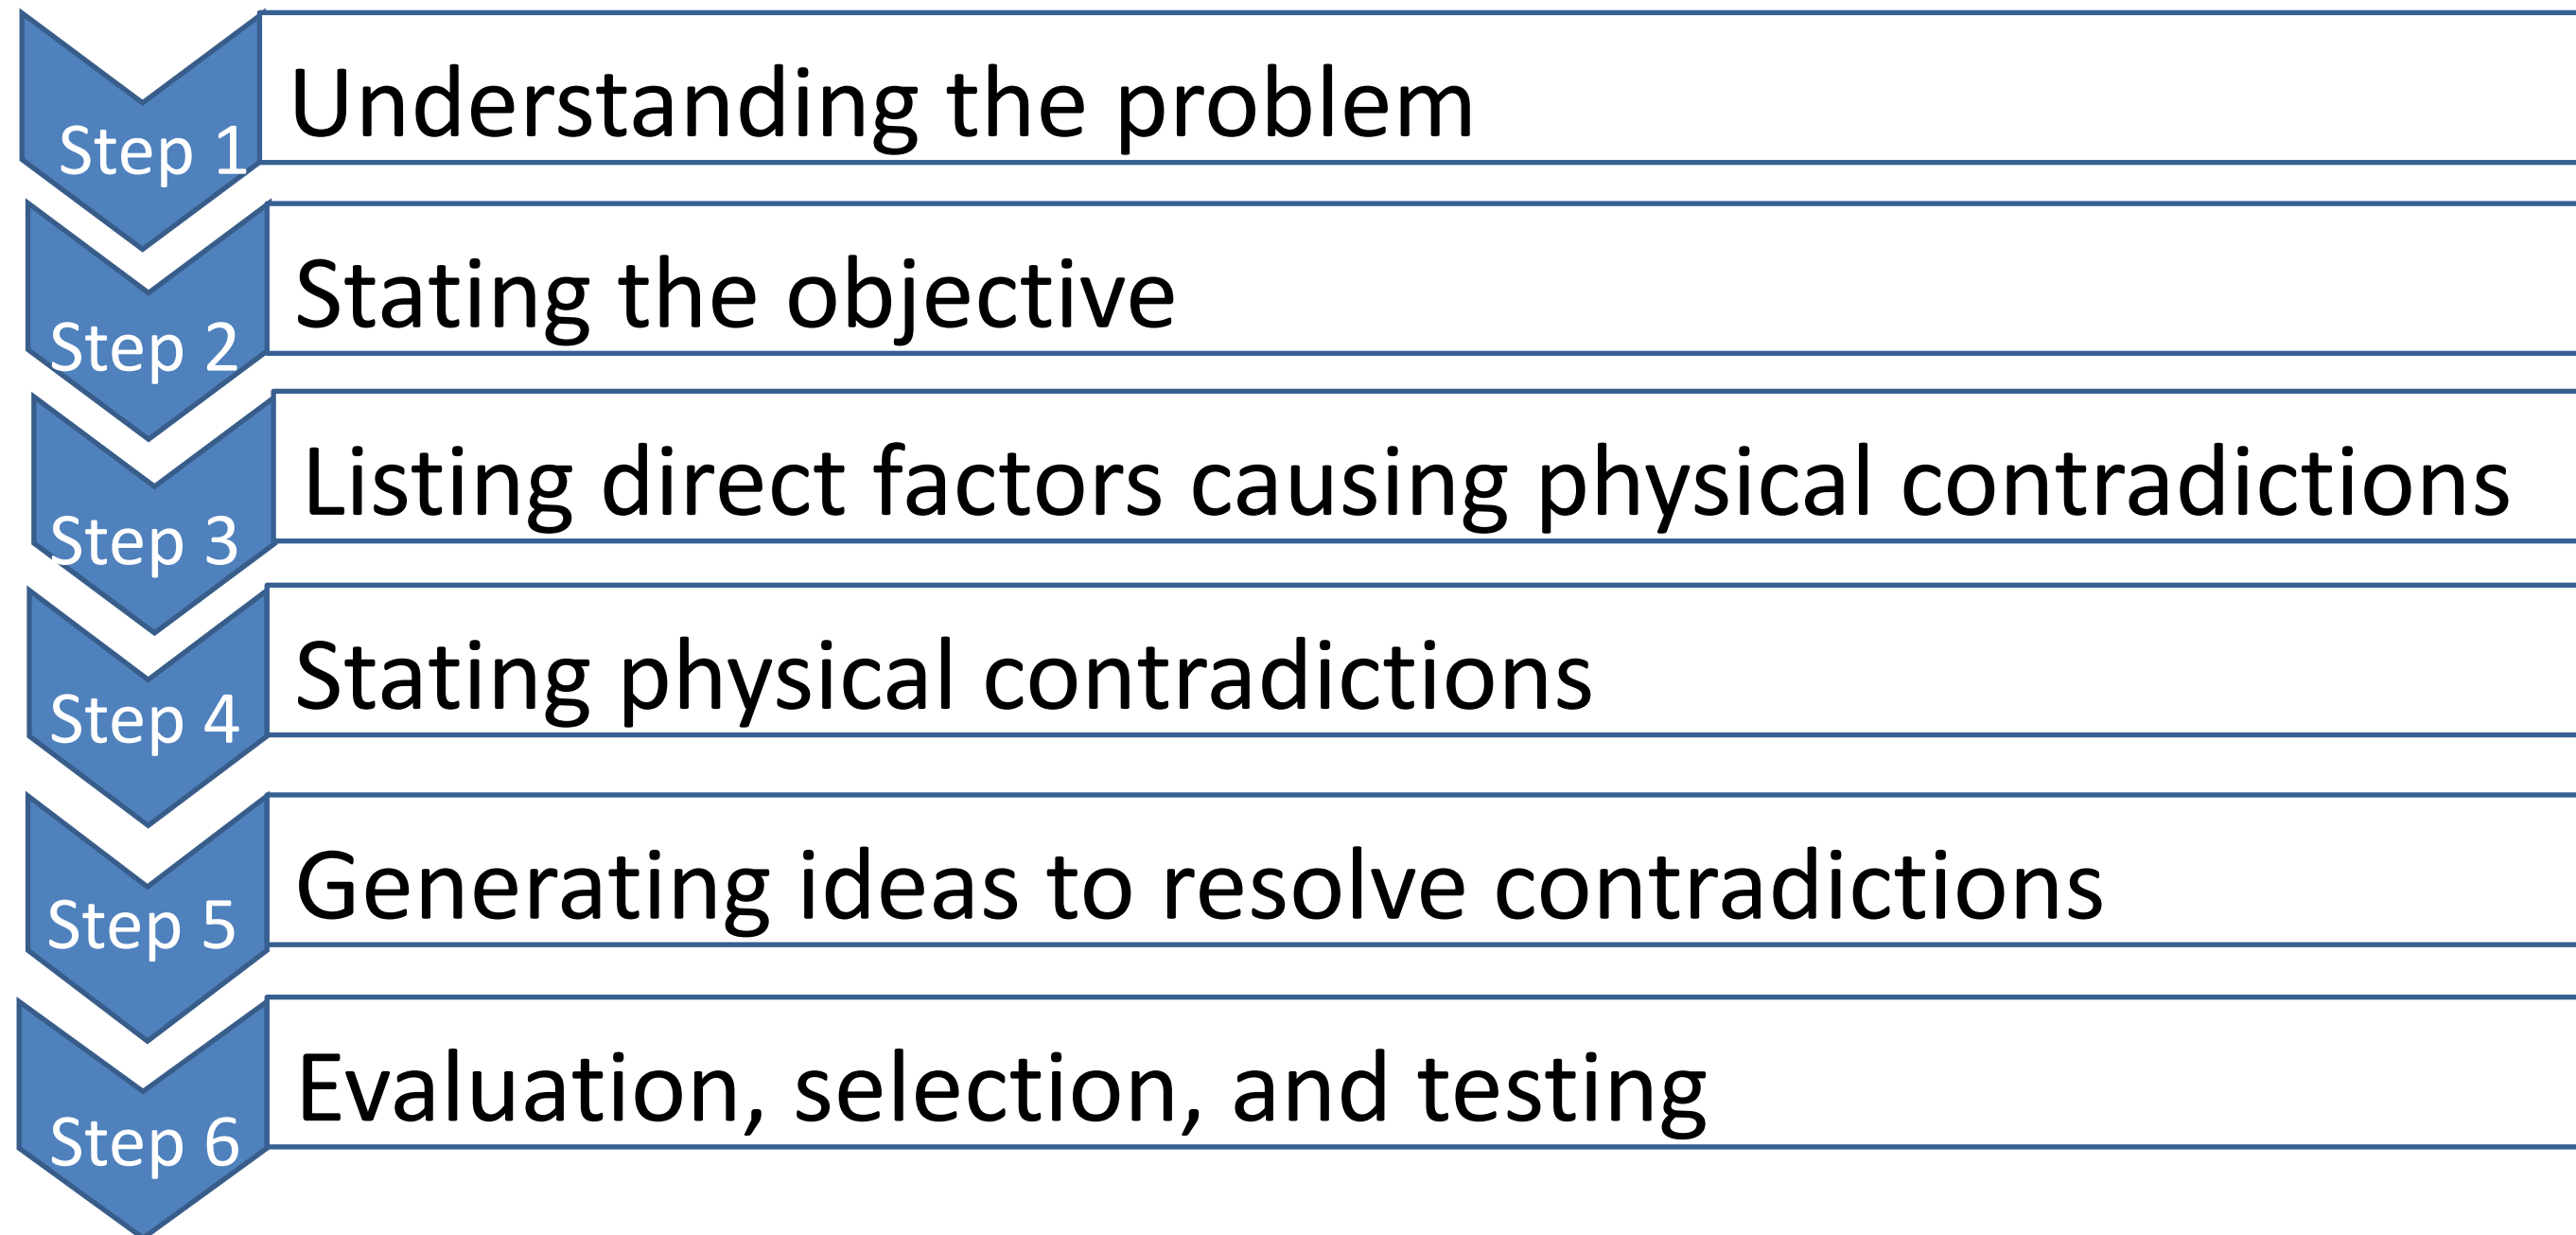 Step 1 Understanding the problem
Step 2 Stating the objective
Step 3 Listing direct factors causing physical contradictions
Step 4 Stating physical contradictions
Step 5 Generating ideas to resolve contradictions
Step 6 Evaluation, selection, and testing